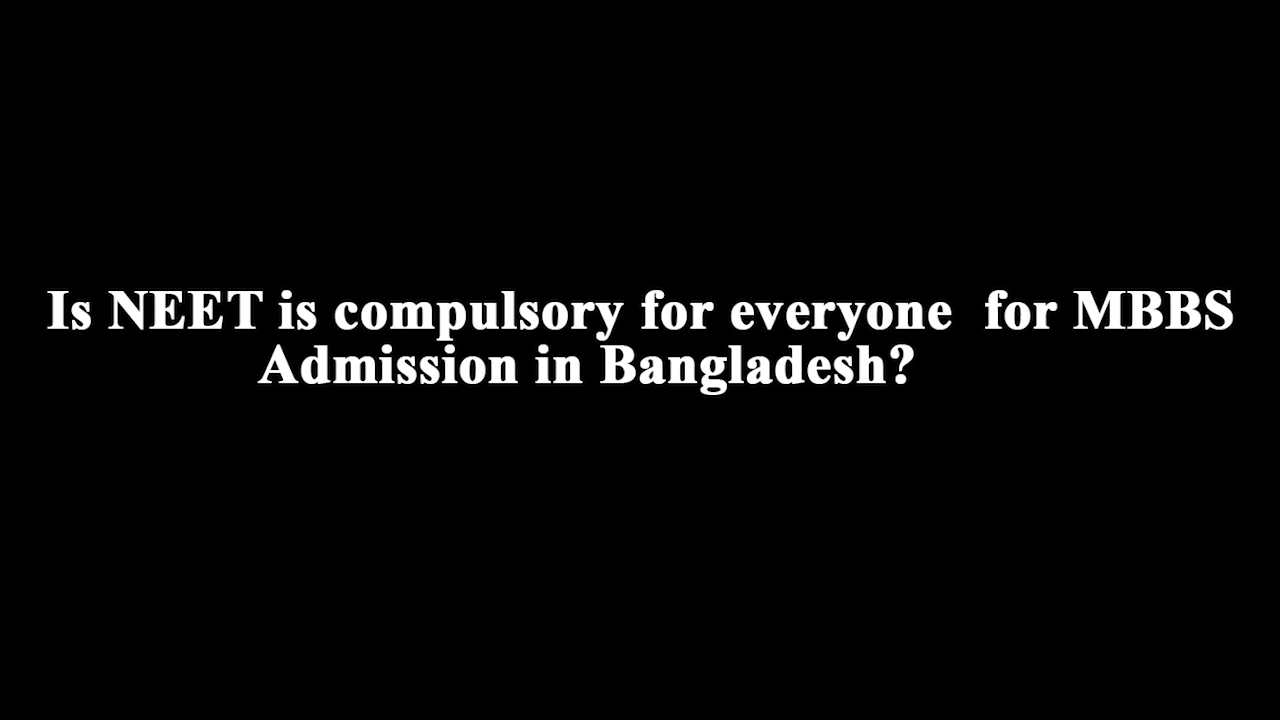 Is NEET is compulsory for everyone for MBBS
Admission in Bangladesh?